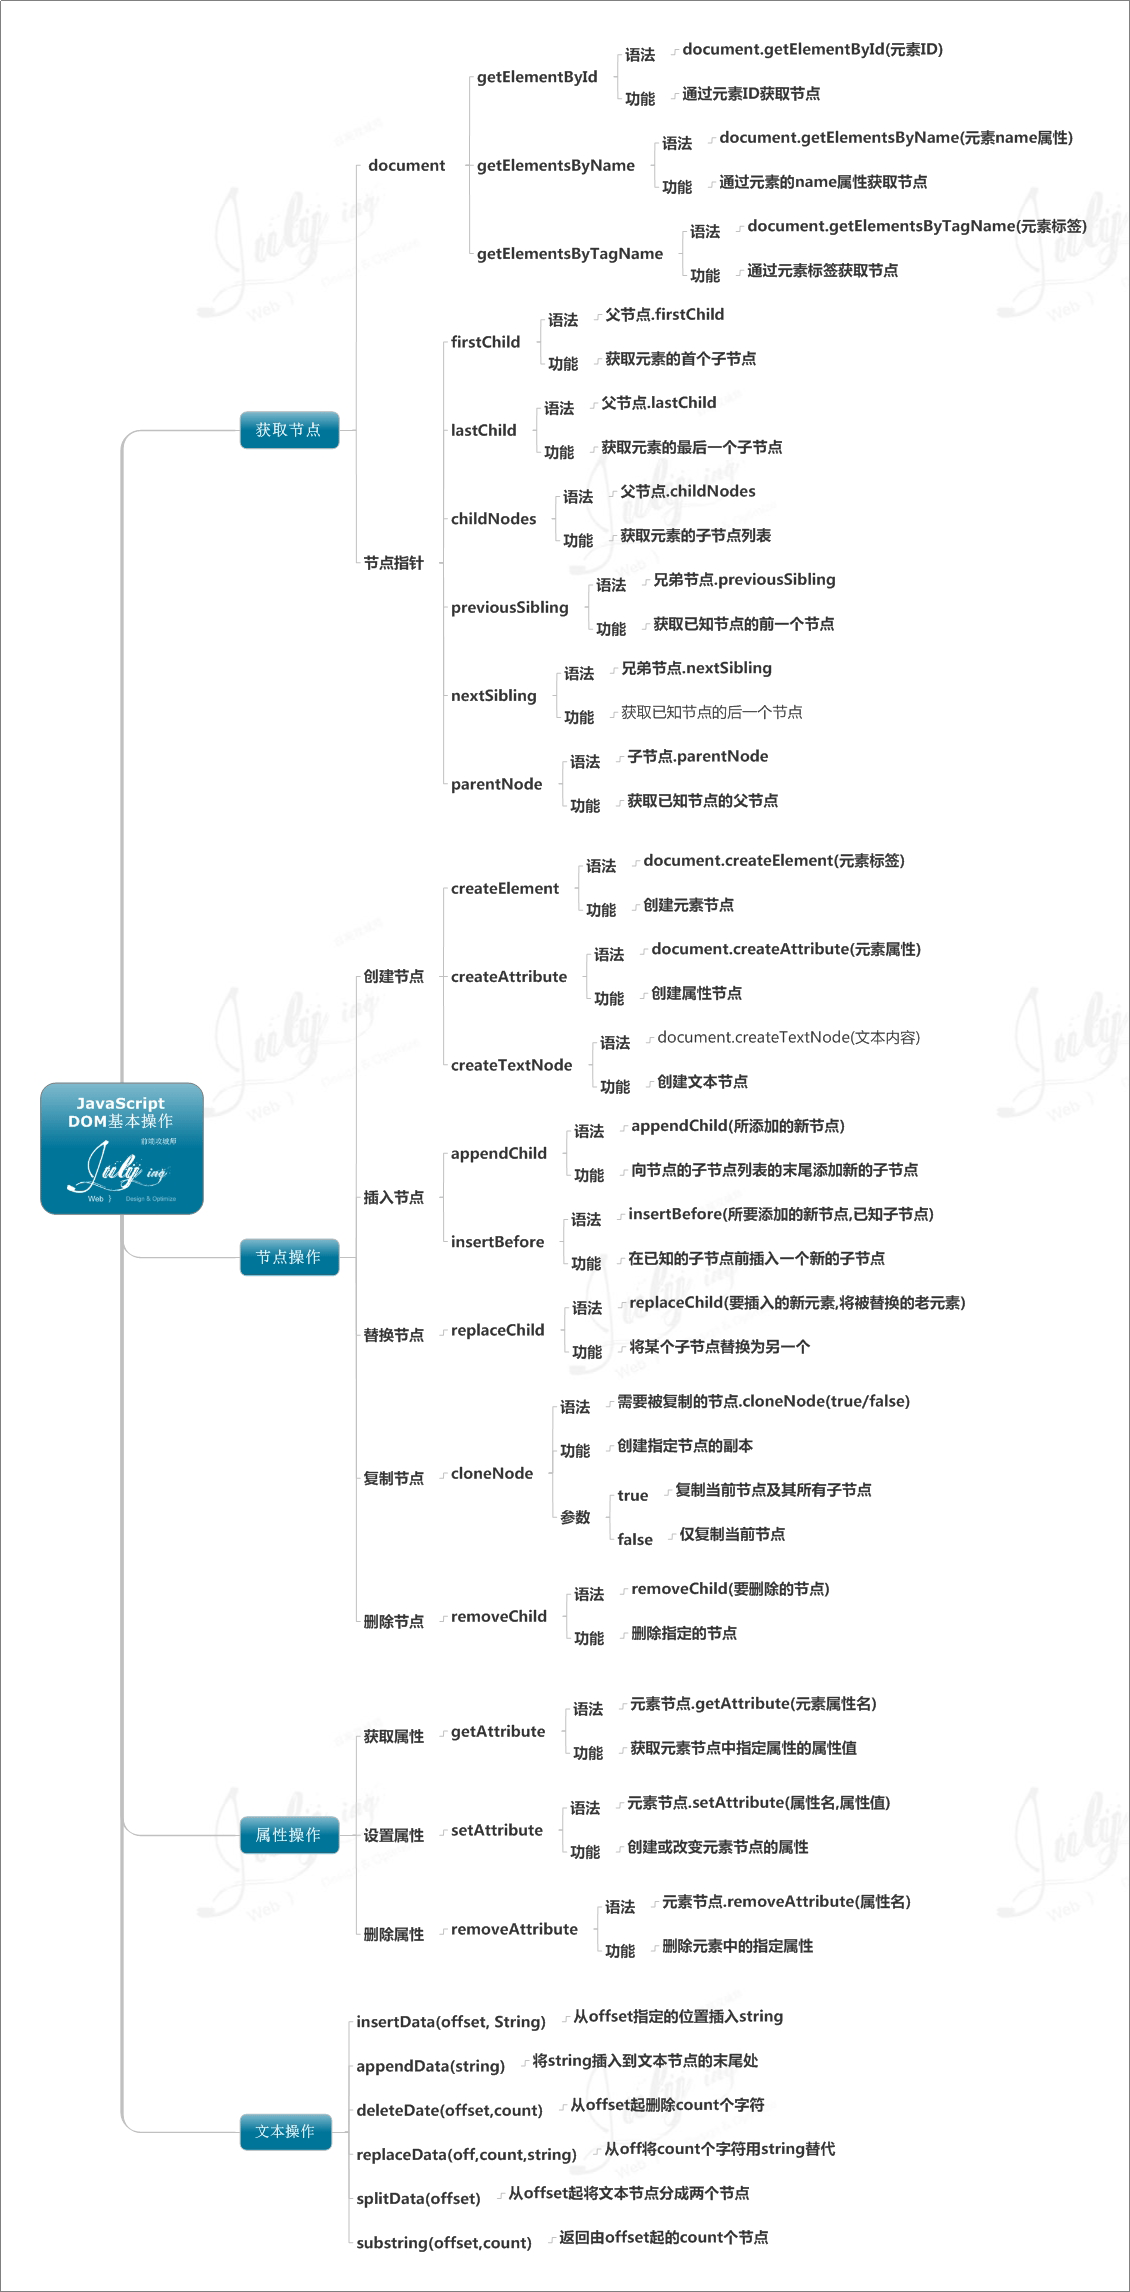 JavaScript
DOM基本操作
前端攻城师
July ing
Web } Design & Optimize
获取节点
document
getElementById
语法
document.getElementById(元素ID)
功能
通过元素ID获取节点
getElementsByName
语法
document.getElementsByName(元素name属性)
功能
通过元素的name属性获取节点
getElementsByTagName
语法
document.getElementsByTagName(元素标签)
功能
通过元素标签获取节点
节点指针
firstChild
语法
父节点.firstChild
功能
获取元素的首个子节点
lastChild
语法
父节点.lastChild
功能
获取元素的最后一个子节点
childNodes
语法
父节点.childNodes
功能
获取元素的子节点列表
previousSibling
语法
兄弟节点.previousSibling
功能
获取已知节点的前一个节点
nextSibling
语法
兄弟节点.nextSibling
功能
获取已知节点的后一个节点
parentNode
语法
子节点.parentNode
功能
获取已知节点的父节点
节点操作
创建节点
createElement
语法
document.createElement(元素标签)
功能
创建元素节点
createAttribute
语法
document.createAttribute(元素属性)
功能
创建属性节点
createTextNode
语法
document.createTextNode(文本内容)
功能
创建文本节点
插入节点
appendChild
语法
appendChild(所添加的新节点)
功能
向节点的子节点列表的末尾添加新的子节点
insertBefore
语法
insertBefore(所要添加的新节点,已知子节点)
功能
在已知的子节点前插入一个新的子节点
替换节点
replaceChild
语法
replaceChild(要插入的新元素,将被替换的老元素)
功能
将某个子节点替换为另一个
复制节点
cloneNode
语法
需要被复制的节点.cloneNode(true/false)
功能
创建指定节点的副本
参数
true
复制当前节点及其所有子节点
false
仅复制当前节点
删除节点
removeChild
语法
removeChild(要删除的节点)
功能
删除指定的节点
属性操作
获取属性
getAttribute
语法
元素节点.getAttribute(元素属性名)
功能
获取元素节点中指定属性的属性值
设置属性
setAttribute
语法
元素节点.setAttribute(属性名,属性值)
功能
创建或改变元素节点的属性
删除属性
removeAttribute
语法
元素节点.removeAttribute(属性名)
功能
删除元素中的指定属性
文本操作
insertData(offset, String)
从offset指定的位置插入string
appendData(string)
将string插入到文本节点的末尾处
deleteDate(offset,count)
从offset起删除count个字符
replaceData(off,count,string)
从off将count个字符用string替代
splitData(offset)
从offset起将文本节点分成两个节点
substring(offset,count)
返回由offset起的count个节点